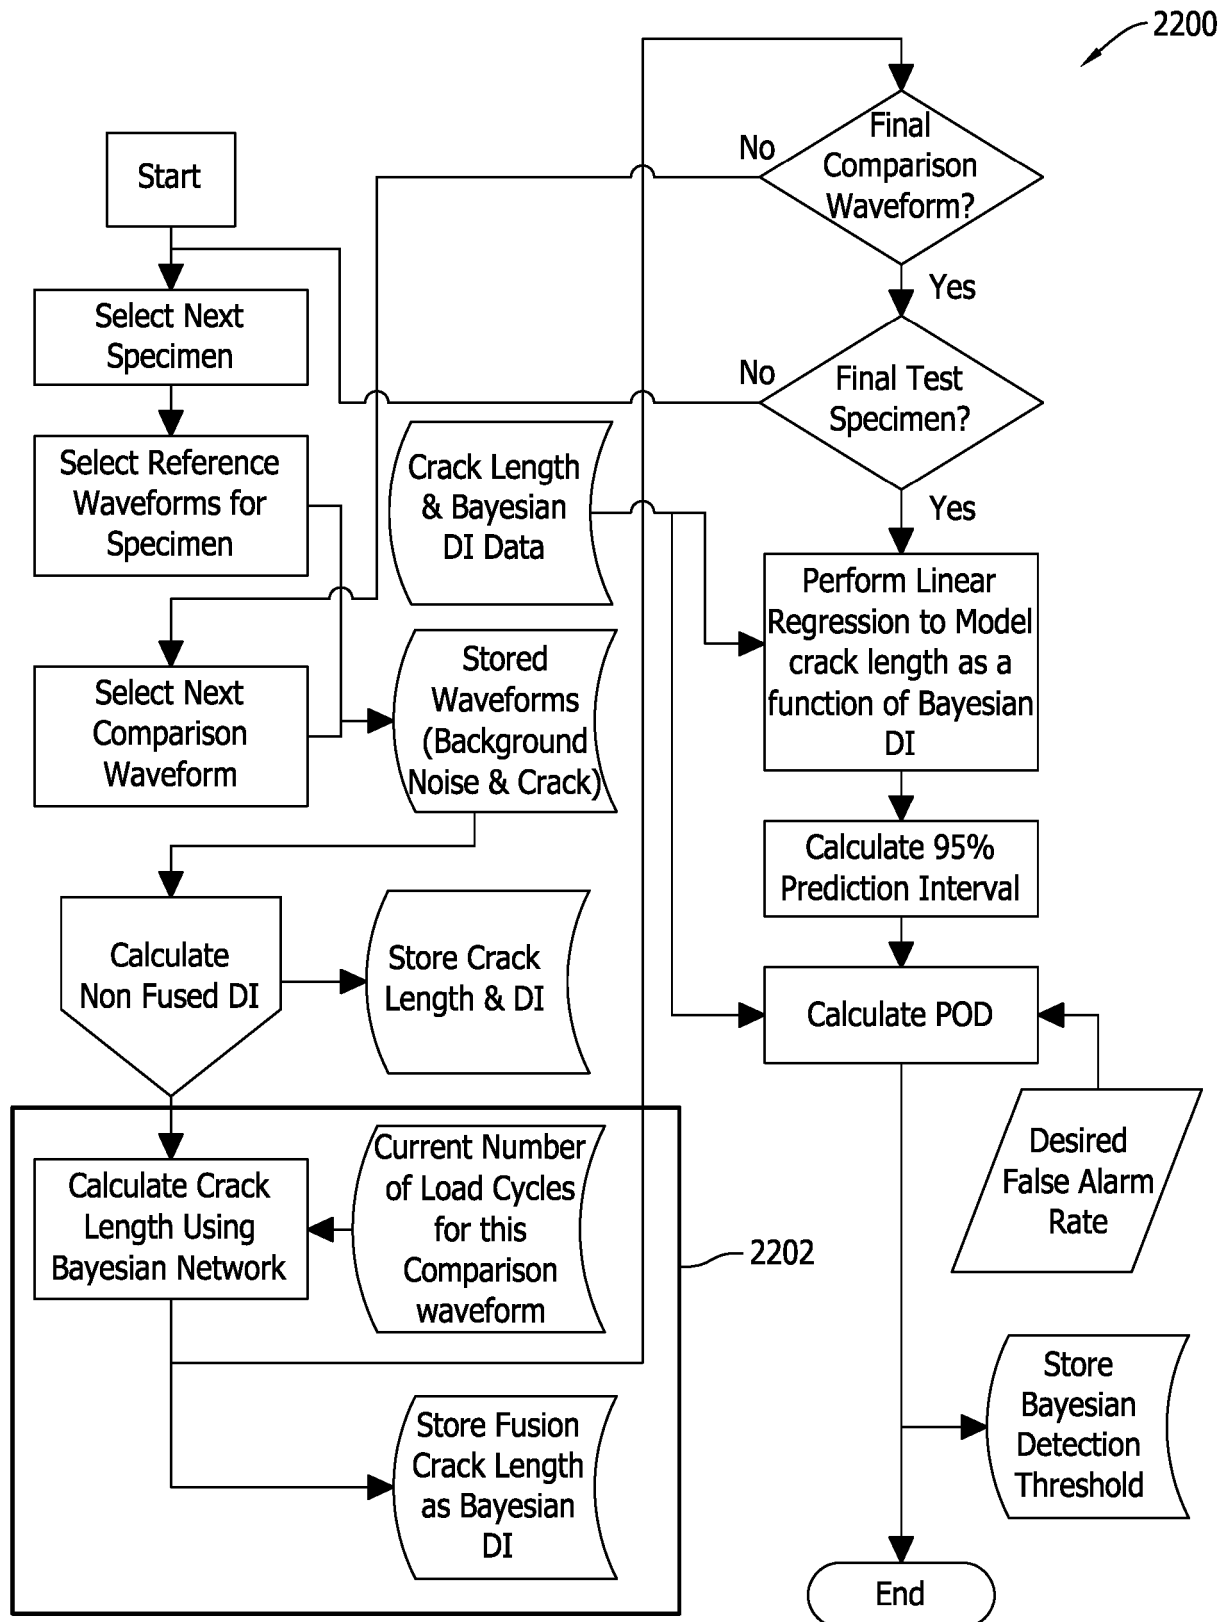 2200
Start
Select Next
Specimen
Select Reference
Waveforms for
Specimen
Select Next
Comparison
Waveform
Crack Length
& Bayesian
DI Data
Stored
Waveforms
(Background
Noise & Crack)
Calculate
Non Fused DI
Store Crack
Length & DI
Calculate Crack
Length Using
Bayesian Network
Current Number
of Load Cycles
for this
Comparison
waveform
2202
Store Fusion
Crack Length
as Bayesian
DI
Final
Comparison
Waveform?
No
Yes
Final Test
Specimen?
No
Yes
Perform Linear
Regression to Model
crack length as a
function of Bayesian
DI
Calculate 95%
Prediction Interval
Calculate POD
Desired
False Alarm
Rate
Store
Bayesian
Detection
Threshold
End